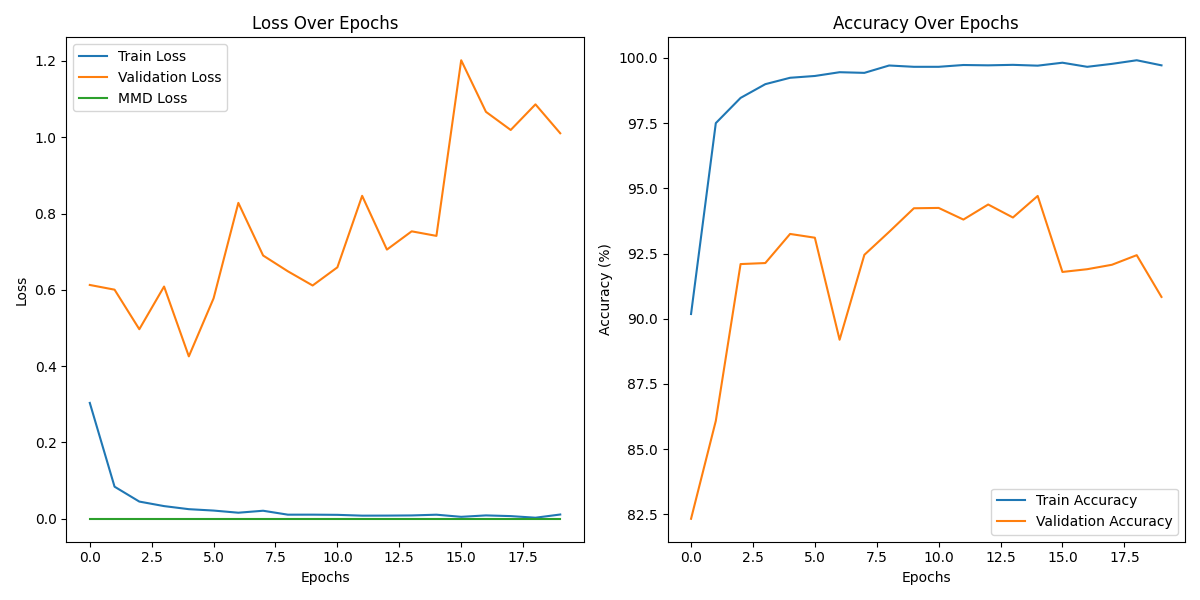 Loss Over Epochs
Train Loss
Validation Loss
MMD Loss
1.2
1.0
0.8
0.6
0.4
0.2
0.0
Loss
0.0 2.5 5.0 7.5 10.0 12.5 15.0 17.5
Epochs
Accuracy Over Epochs
100.0
97.5
95.0
92.5
90.0
87.5
85.0
82.5
Accuracy (%)
Train Accuracy
Validation Accuracy
0.0 2.5 5.0 7.5 10.0 12.5 15.0 17.5
Epochs